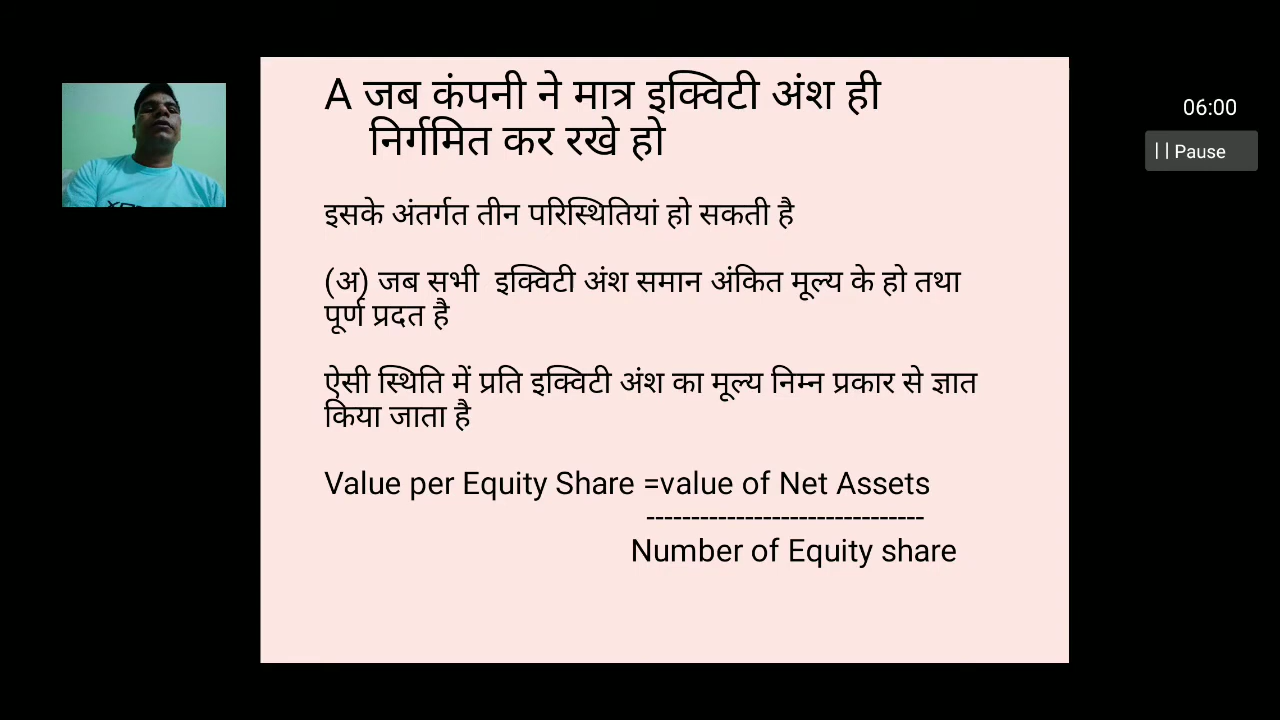 A जब कंपनी ने मात्र इक्विटी अंश ही
निर्गमित कर रखे हो
06:00
|| Pause
इसके अंतर्गत तीन परिस्थितियां हो सकती है
(अ) जब सभी इक्विटी अंश समान अंकित मूल्य के हो तथा
पूर्ण प्रदत है
ऐसी स्थिति में प्रति इक्विटी अंश का मूल्य निम्न प्रकार से ज्ञात
किया जाता है
Value per Equity Share =value of Net Assets
-------------------------------
Number of Equity share